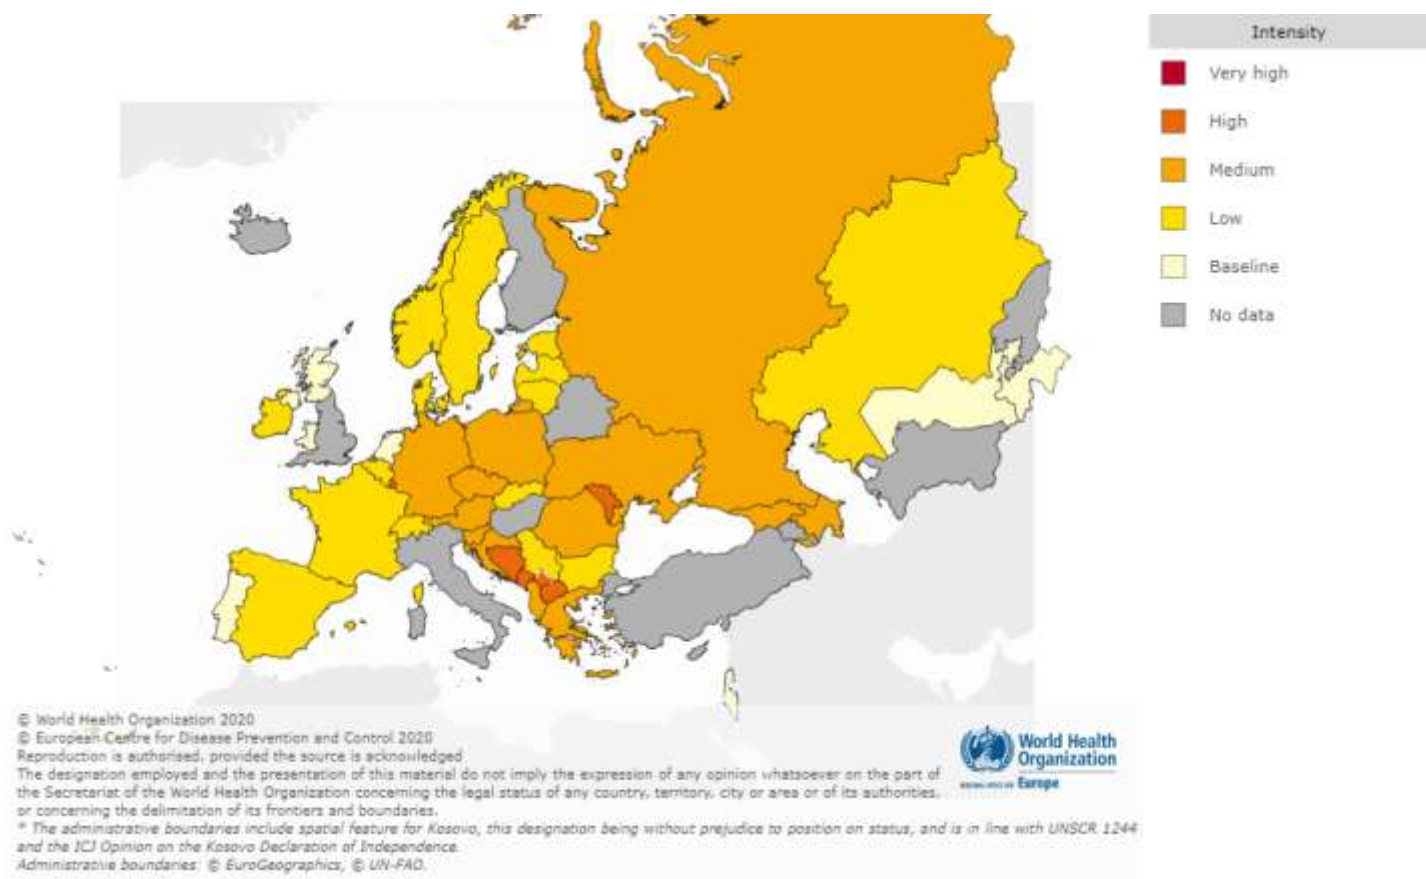 Intensity
Very high
High
Medium
Low
Baseline
No data
© World Health Organization 2020
© European Centre for Disease Prevention and Control 2020
Reproduction is authorised, provided the source is acknowledged
The designation employed and the presentation of this material do not imply the expression of any opinion whatsoever on the part of
the Secretariat of the World Health Organization concerning the legal status of any country, territory, city or area or of its authorities,
or concerning the delimitation of its frontiers and boundaries.
* The administrative boundaries include spatial feature for Kosovo, this designation being without prejudice to position on status, and is in line with UNSCR 1244
and the ICJ Opinion on the Kosovo Declaration of Independence.
Administrative boundaries: © EuroGeographics, © UN-FAO.
World Health
Organization
Europe